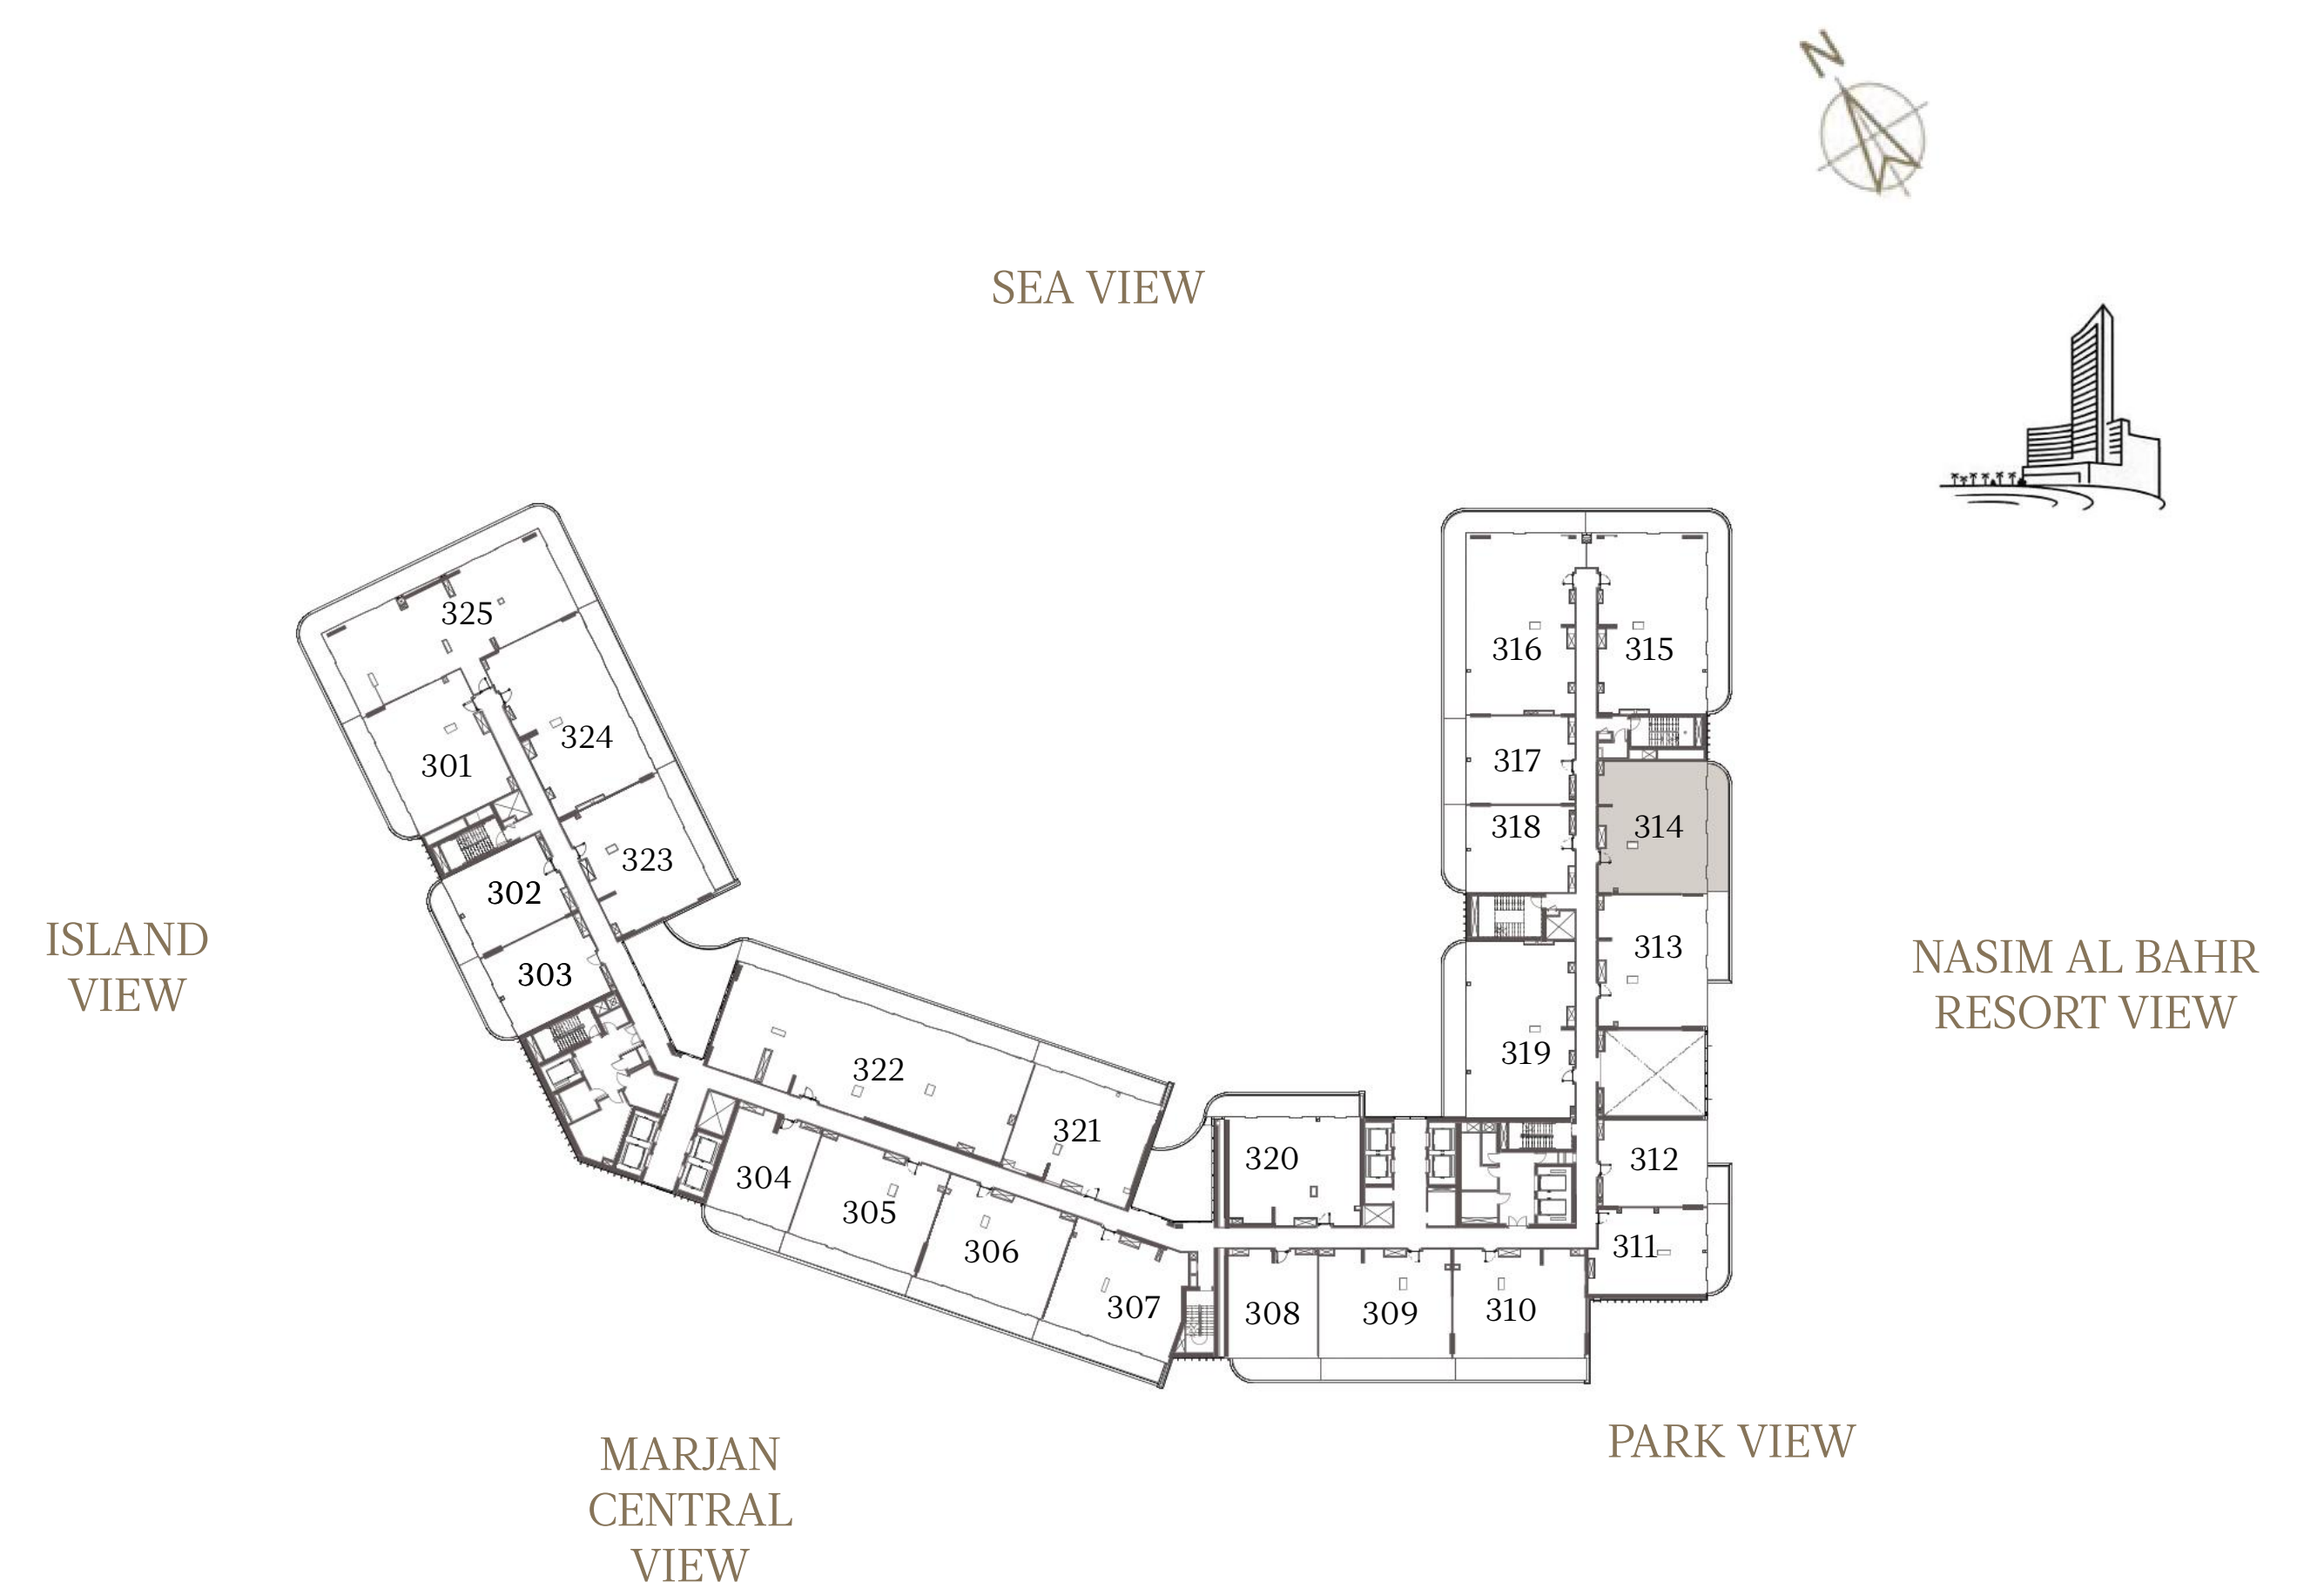 N
SEA VIEW
325
316
315
324
301
317
318
314
323
302
313
303
ISLAND
VIEW
NASIM AL BAHR
RESORT VIEW
322
319
321
320
312
304
305
306
311
307
308
309
310
PARK VIEW
MARJAN
CENTRAL
VIEW